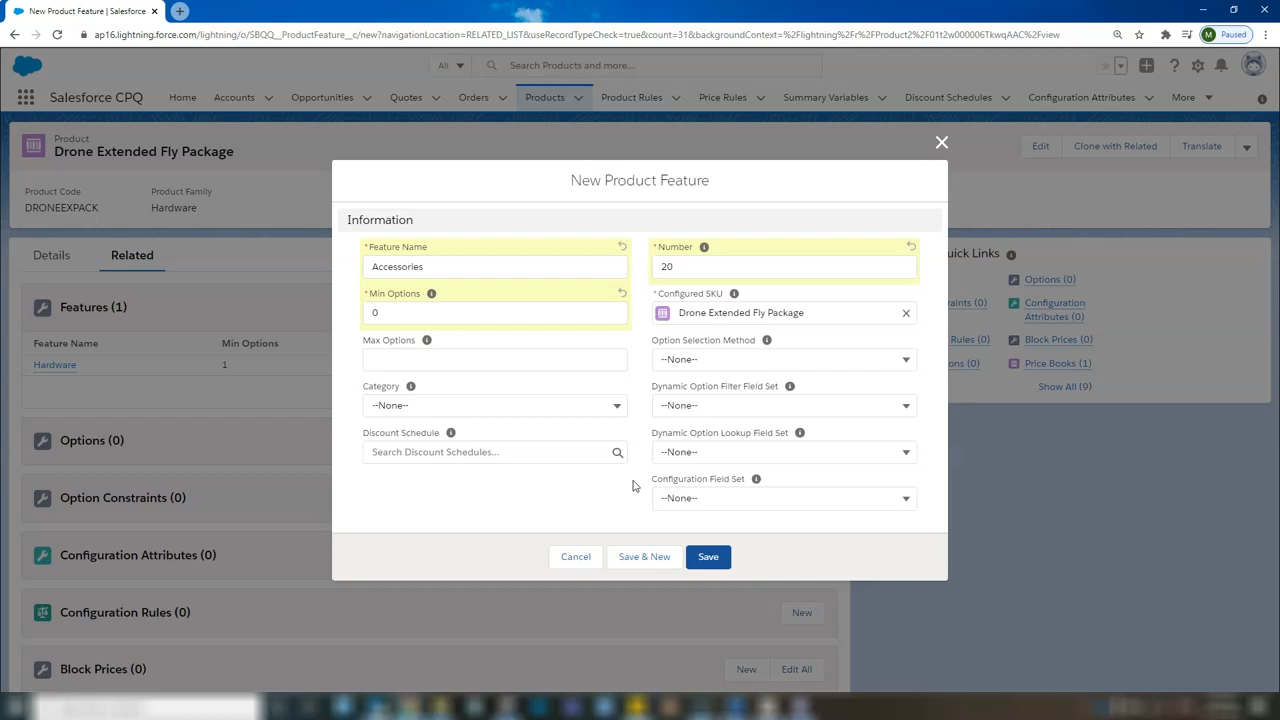 New Product Feature | Salesforce
ap16.lightning.force.com/lightning/o/SBQQ__ProductFeature__c/new?navigationLocation=RELATED_LIST&useRecordTypeCheck=true&count=31&backgroundContext=%2Flightning%2Fr%2FProduct2%2F01t2w000006TkwqAAC%2Fview
M Paused
All Search Products and more...
Salesforce CPQ Home Accounts Opportunities Quotes Orders Products Product Rules Price Rules Summary Variables Discount Schedules Configuration Attributes More
Product
Drone Extended Fly Package
Edit Clone with Related Translate
Product Code Product Family
DRONEEXPACK Hardware
New Product Feature
Information
Details Related
uick Links
*Feature Name *Number
Accessories 20
Options (0)
*Min Options *Configured SKU
0 Drone Extended Fly Package
Features (1)
aints (0) Configuration Attributes (0)
Max Options Option Selection Method
--None--
Feature Name Min Options
Rules (0) Block Prices (0)
Hardware 1
ons (0) Price Books (1)
Category Dynamic Option Filter Field Set
--None-- --None--
Show All (9)
Discount Schedule Dynamic Option Lookup Field Set
Search Discount Schedules... --None--
Options (0)
Configuration Field Set
--None--
Option Constraints (0)
Cancel Save & New Save
Configuration Attributes (0)
Configuration Rules (0) New
Block Prices (0) New Edit All